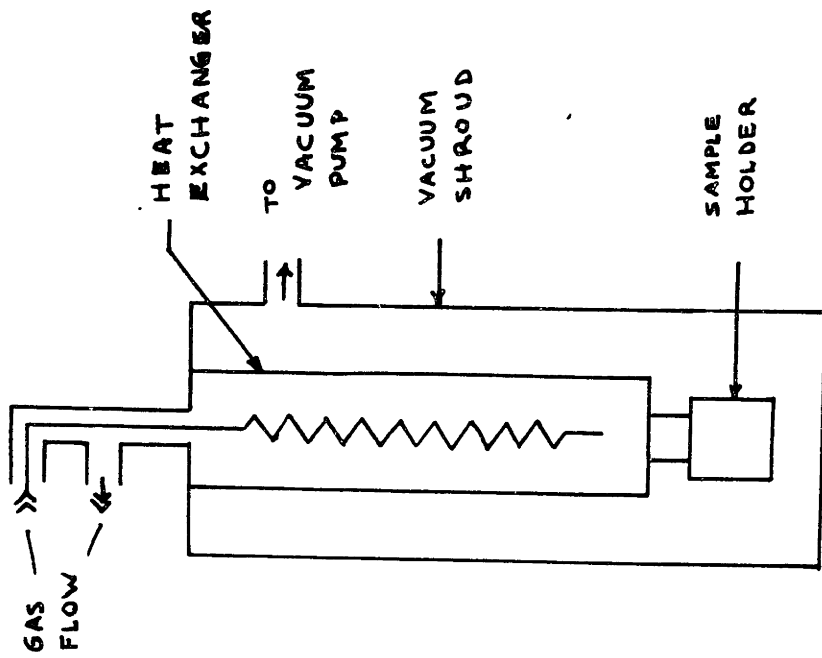 GAS
FLOW
HEAT
EXCHANGER
TO
VACUUM
PUMP
VACUUM
SHROUD
SAMPLE
HOLDER